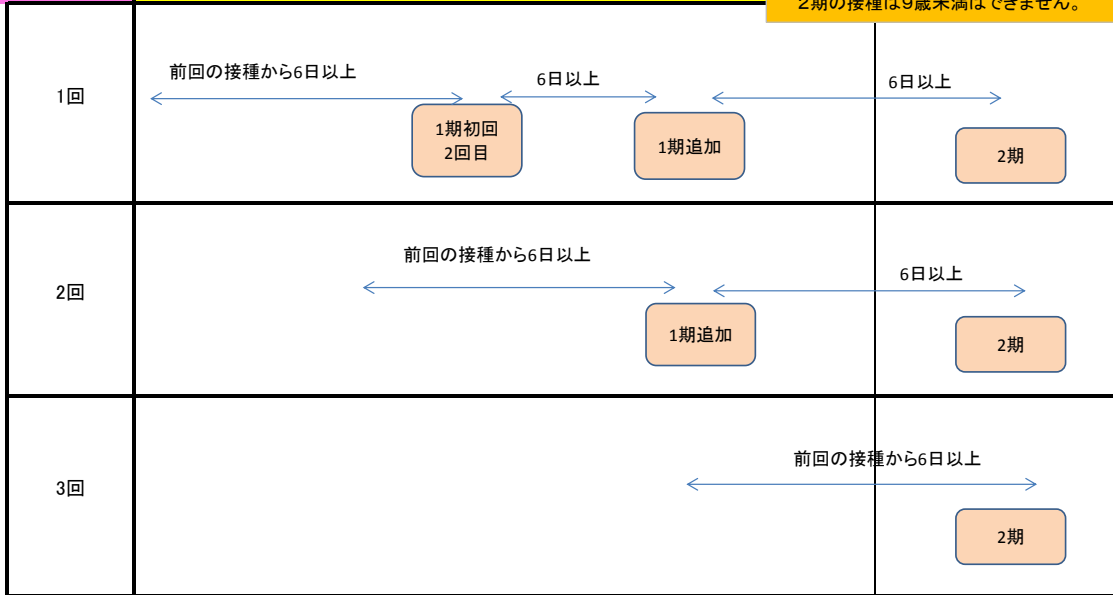 2期の接種は9歳未満はできません。
1回
前回の接種から6日以上
6日以上
6日以上
1期初回
2回目
1期追加
2期
2回
前回の接種から6日以上
6日以上
1期追加
2期
3回
前回の接種から6日以上
2期